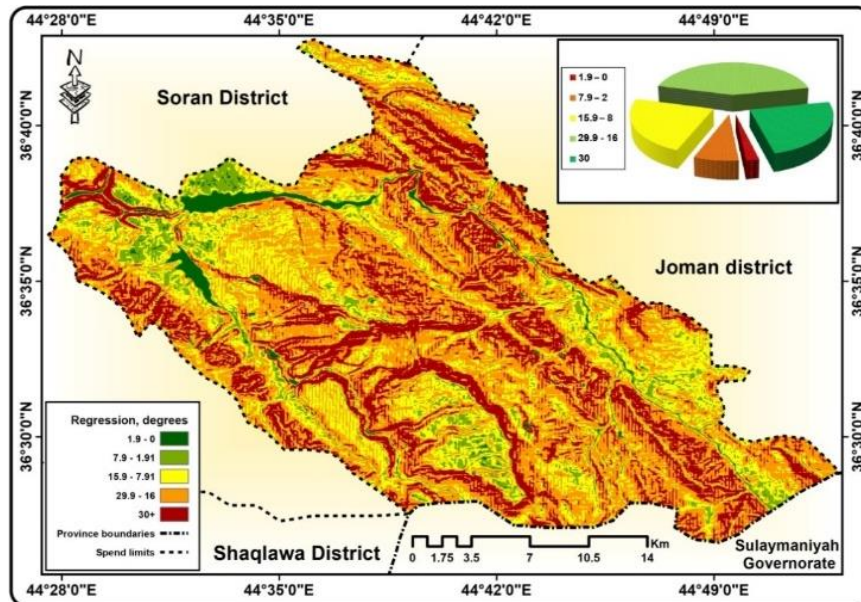 44°28'0"E 44°35'0"E 44°42'0"E 44°49'0"E
N
Soran District
1.9 – 0
7.9 – 2
15.9 – 8
29.9 – 16
30
36°40'0"N
36°40'0"N
Joman district
36°35'0"N
36°35'0"N
36°30'0"N
36°30'0"N
Regression, degrees
1.9 - 0
7.9 - 1.91
15.9 - 7.91
29.9 - 16
30+
Province boundaries
Spend limits
Shaqlawa District
Km
0 1.75 3.5 7 10.5 14
Sulaymaniyah
Governorate
44°28'0"E 44°35'0"E 44°42'0"E 44°49'0"E